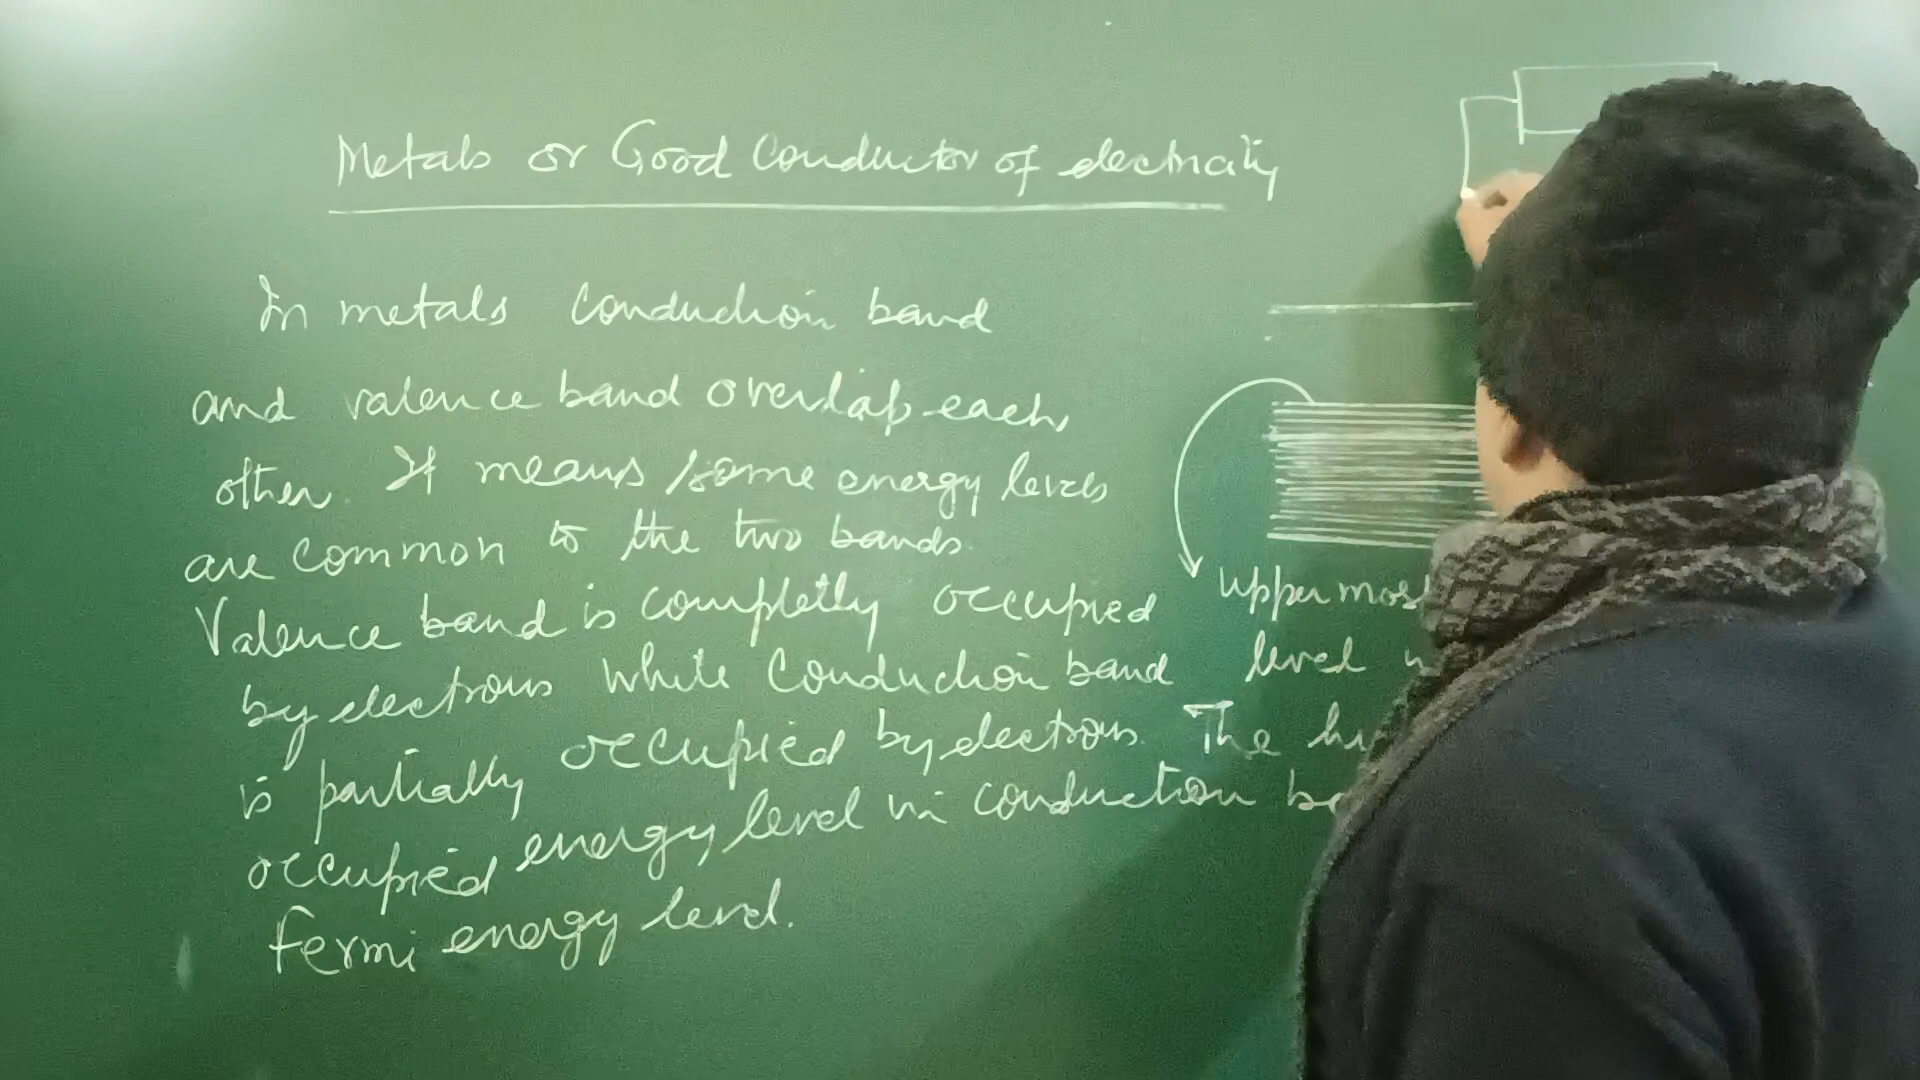 Metals or Good Conductor of electricity
In metals conduction band
and valence band overlap each
other. It means some energy levels
are common to the two bands.
Valence band is completly occupied
by electrons while conduction band
is partially occupied by electrons. The
occupied energy level in conduction
fermi energy level.
uppermost
level